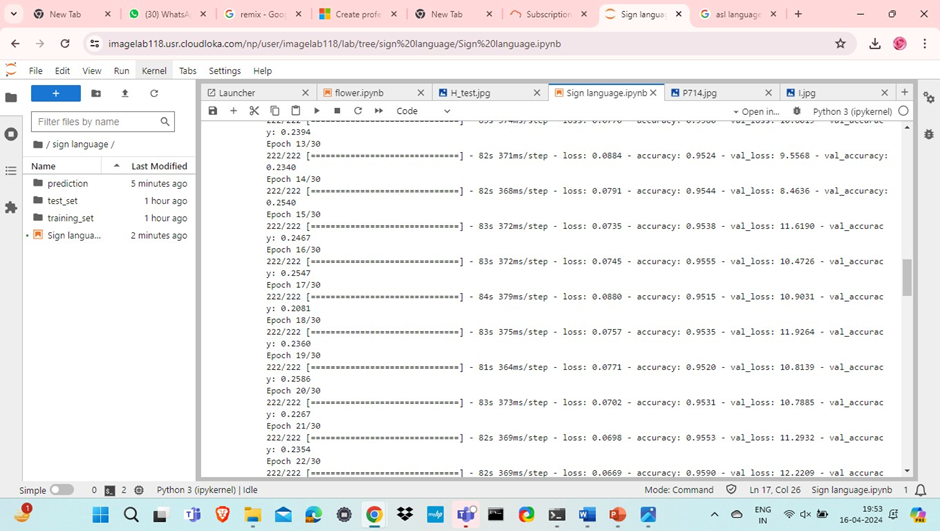 New Tab
(30) WhatsA
remix - Goo
Create profe
New Tab
Subscription
Sign langua
asl language
imagelab118.usr.cloudloka.com/np/user/imagelab118/lab/tree/sign%20language/Sign%20language.ipynb
File Edit View Run Kernel Tabs Settings Help
Launcher
flower.ipynb
H_test.jpg
Sign language.ipynb
P714.jpg
I.jpg
Code
Open in...
Python 3 (ipykernel)
Filter files by name
/ sign language /
Name Last Modified
prediction 5 minutes ago
test_set 1 hour ago
training_set 1 hour ago
Sign langua... 2 minutes ago
y: 0.2394
Epoch 13/30
222/222 [==============================] - 82s 371ms/step - loss: 0.0884 - accuracy: 0.9524 - val_loss: 9.5568 - val_accuracy:
0.2340
Epoch 14/30
222/222 [==============================] - 82s 368ms/step - loss: 0.0791 - accuracy: 0.9544 - val_loss: 8.4636 - val_accuracy:
0.2540
Epoch 15/30
222/222 [==============================] - 83s 372ms/step - loss: 0.0735 - accuracy: 0.9538 - val_loss: 11.6190 - val_accurac
y: 0.2467
Epoch 16/30
222/222 [==============================] - 83s 372ms/step - loss: 0.0745 - accuracy: 0.9555 - val_loss: 10.4726 - val_accurac
y: 0.2547
Epoch 17/30
222/222 [==============================] - 84s 379ms/step - loss: 0.0880 - accuracy: 0.9515 - val_loss: 10.9031 - val_accurac
y: 0.2081
Epoch 18/30
222/222 [==============================] - 83s 375ms/step - loss: 0.0757 - accuracy: 0.9535 - val_loss: 11.9264 - val_accurac
y: 0.2360
Epoch 19/30
222/222 [==============================] - 81s 364ms/step - loss: 0.0771 - accuracy: 0.9520 - val_loss: 10.8139 - val_accurac
y: 0.2586
Epoch 20/30
222/222 [==============================] - 83s 373ms/step - loss: 0.0702 - accuracy: 0.9531 - val_loss: 10.7885 - val_accurac
y: 0.2267
Epoch 21/30
222/222 [==============================] - 82s 369ms/step - loss: 0.0698 - accuracy: 0.9553 - val_loss: 11.2932 - val_accurac
y: 0.2354
Epoch 22/30
222/222 [==============================] - 82s 369ms/step - loss: 0.0669 - accuracy: 0.9590 - val_loss: 12.2209 - val_accurac
Simple 0 2 Python 3 (ipykernel) | Idle Mode: Command Ln 17, Col 26 Sign language.ipynb 1
ENG
IN
19:53
16-04-2024